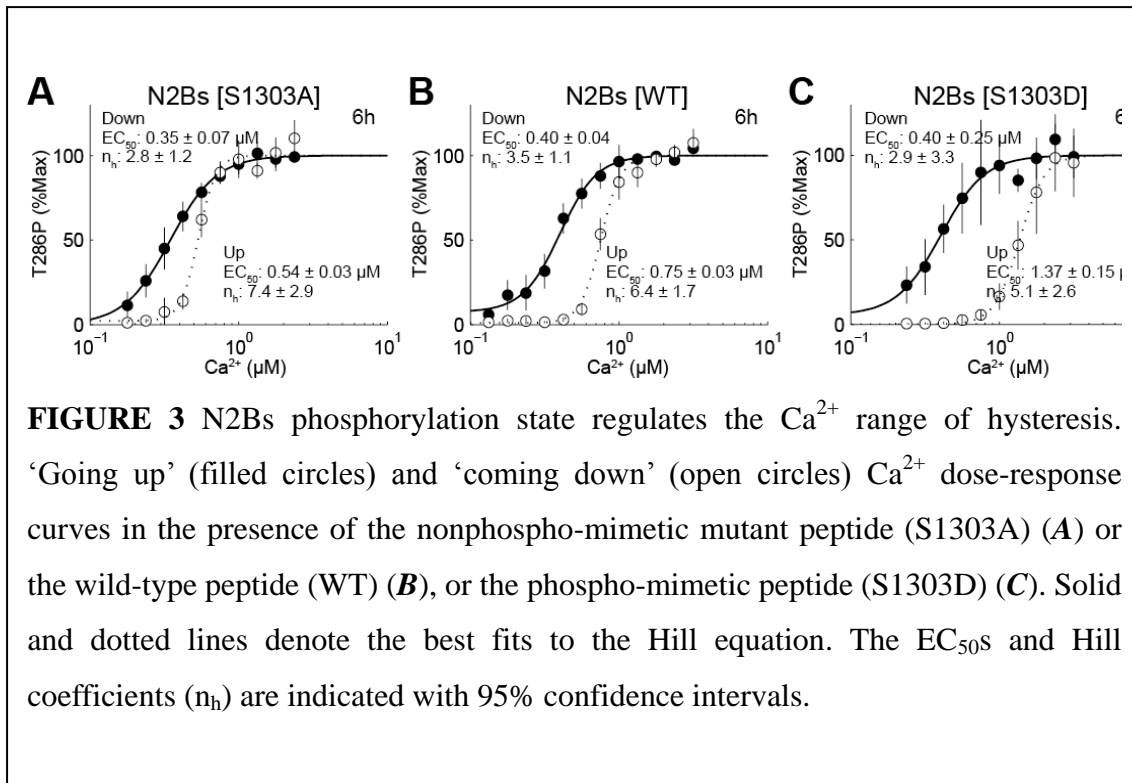 A
N2Bs [S1303A]
6h
Down
EC50: 0.35 ± 0.07 µM
nh: 2.8 ± 1.2
Up
EC50: 0.54 ± 0.03 µM
nh: 7.4 ± 2.9
T286P (%Max)
100
50
0
10⁻¹
10⁰
10¹
Ca²⁺ (µM)
B
N2Bs [WT]
6h
Down
EC50: 0.40 ± 0.04
nh: 3.5 ± 1.1
Up
EC50: 0.75 ± 0.03 µM
nh: 6.4 ± 1.7
T286P (%Max)
100
50
0
10⁻¹
10⁰
10¹
Ca²⁺ (µM)
C
N2Bs [S1303D]
6
Down
EC50: 0.40 ± 0.25 µM
nh: 2.9 ± 3.3
Up
EC50: 1.37 ± 0.15 µ
nh: 5.1 ± 2.6
T286P (%Max)
100
50
0
10⁻¹
10⁰
10
Ca²⁺ (µM)
FIGURE 3 N2Bs phosphorylation state regulates the Ca²⁺ range of hysteresis.
‘Going up’ (filled circles) and ‘coming down’ (open circles) Ca²⁺ dose-response
curves in the presence of the nonphospho-mimetic mutant peptide (S1303A) (A) or
the wild-type peptide (WT) (B), or the phospho-mimetic peptide (S1303D) (C). Solid
and dotted lines denote the best fits to the Hill equation. The EC50s and Hill
coefficients (nh) are indicated with 95% confidence intervals.